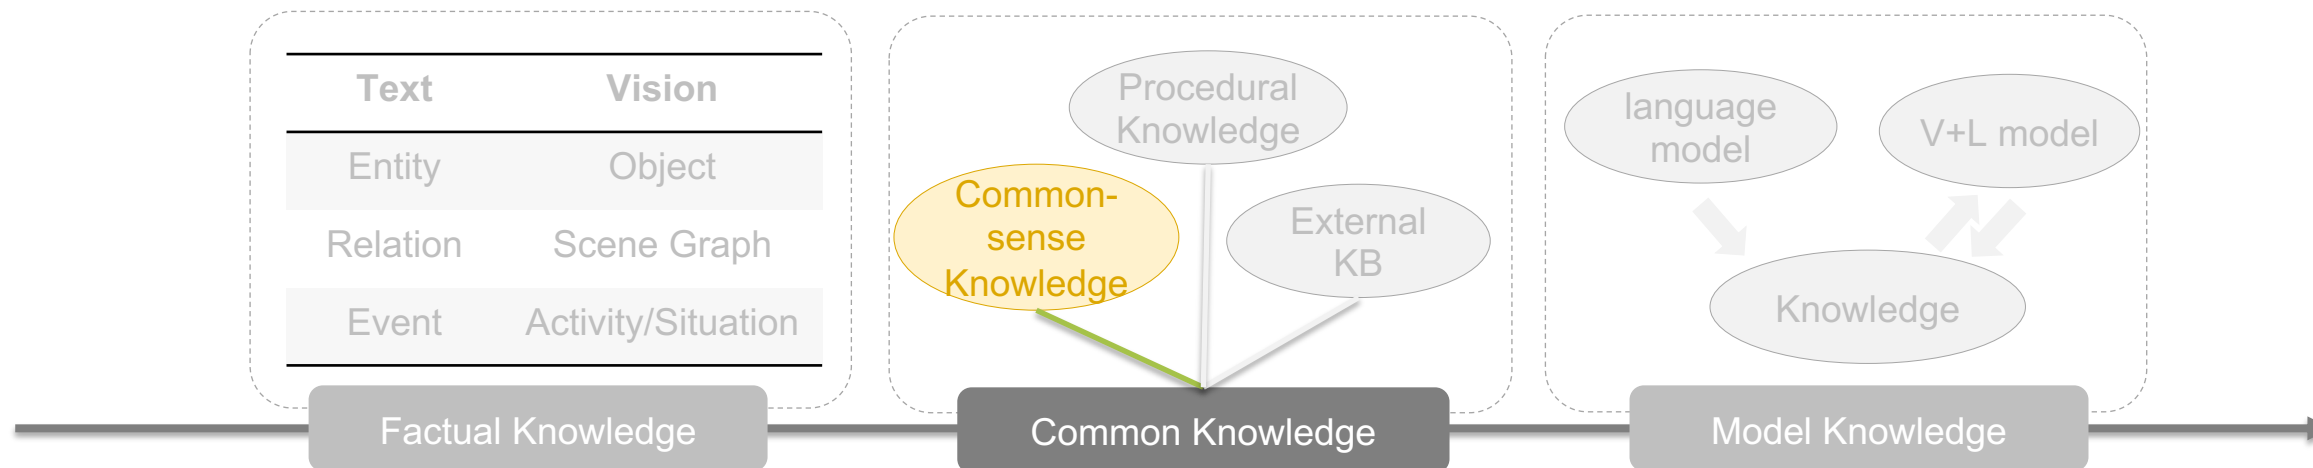 Text Vision
Entity Object
Relation Scene Graph
Event Activity/Situation
Factual Knowledge
Procedural
Knowledge
Common-
sense
Knowledge
External
KB
Common Knowledge
language
model
V+L model
Knowledge
Model Knowledge